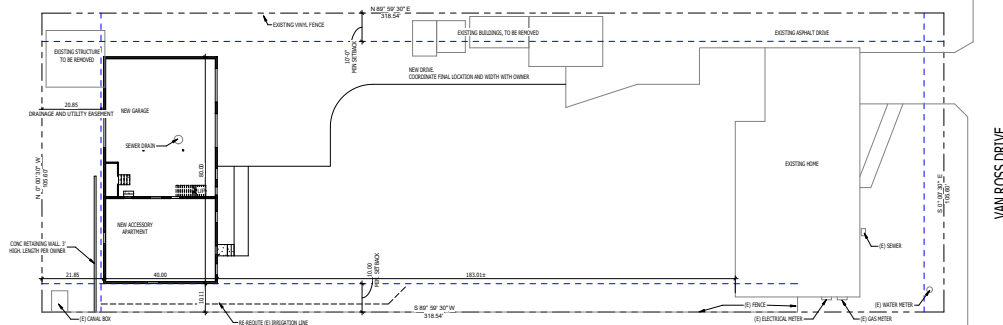 N 89° 59' 30" E
318.54'
EXISTING VINYL FENCE
EXISTING STRUCTURE
TO BE REMOVED
10'-0"
MIN SETBACK
EXISTING BUILDINGS, TO BE REMOVED
EXISTING ASPHALT DRIVE
NEW DRIVE.
COORDINATE FINAL LOCATION AND WIDTH WITH OWNER
20.85
DRAINAGE AND UTILITY EASEMENT
NEW GARAGE
SEWER DRAIN
80.00
N 0° 00' 30" W
105.60'
EXISTING HOME
S 0° 00' 30" E
105.60'
VAN ROSS DRIVE
NEW ACCESSORY
APARTMENT
CONC RETAINING WALL, 3'
HIGH. LENGTH PER OWNER
(E) SEWER
21.85
40.00
10.00
MIN. SETBACK
183.01±
10.11
S 89° 59' 30" W
318.54'
(E) CANAL BOX
RE-REOUTE (E) IRRIGATION LINE
(E) FENCE
(E) ELECTRICAL METER
(E) GAS METER
(E) WATER METER